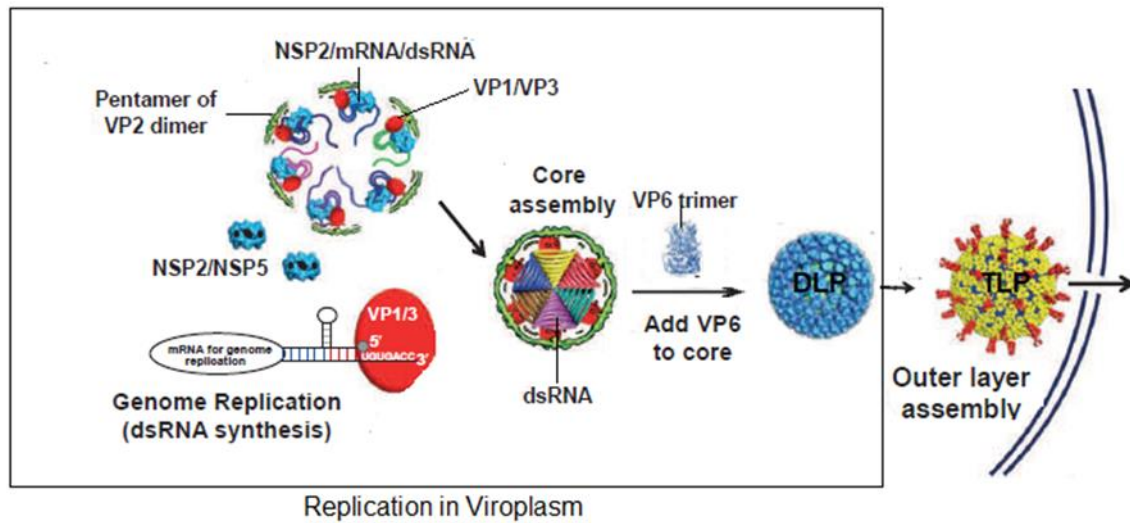 NSP2/mRNA/dsRNA
VP1/VP3
Pentamer of
VP2 dimer
NSP2/NSP5
VP1/3
5'
UGUGACC 3'
mRNA for genome
replication
Genome Replication
(dsRNA synthesis)
Core
assembly
dsRNA
VP6 trimer
Add VP6
to core
DLP
TLP
Outer layer
assembly
Replication in Viroplasm